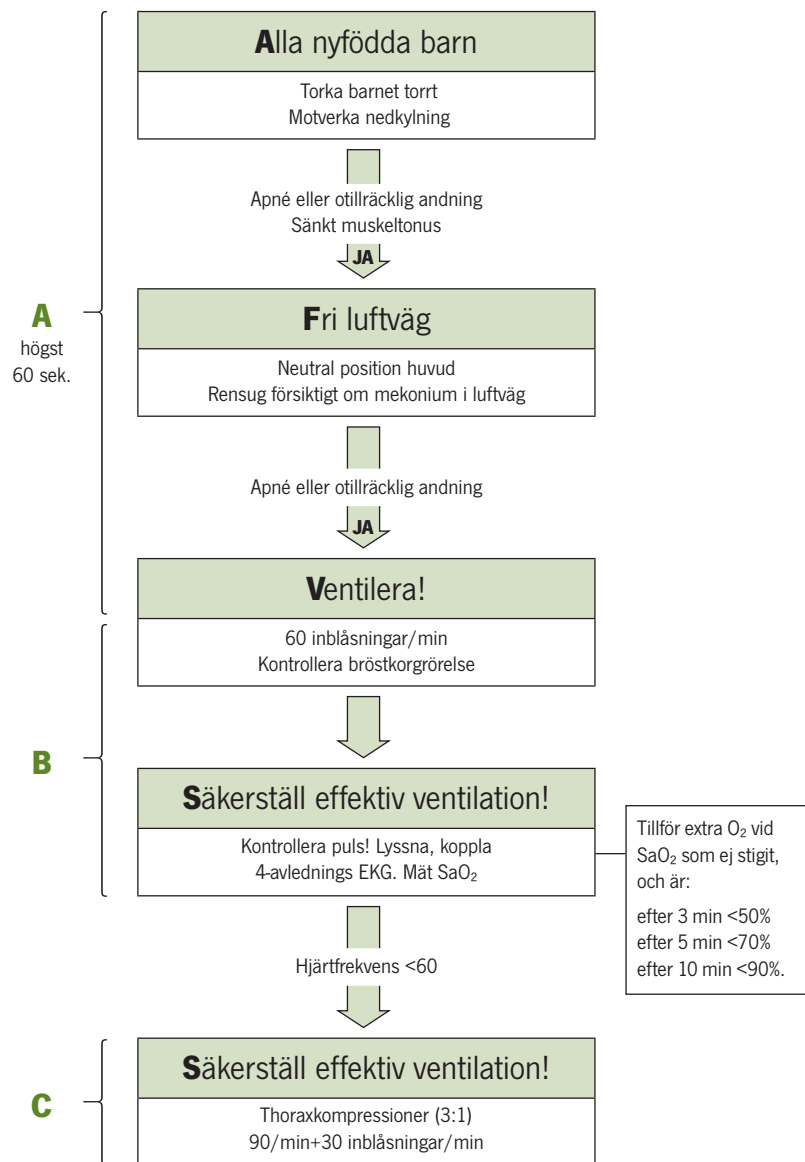 Alla nyfödda barn
Torka barnet torrt
Motverka nedkylning
Apné eller otillräcklig andning
Sänkt muskeltonus
JA
A
högst
60 sek.
Fri luftväg
Neutral position huvud
Rensug försiktigt om mekonium i luftväg
Apné eller otillräcklig andning
JA
Ventilera!
60 inblåsningar/min
Kontrollera bröstkorgrörelse
B
Säkerställ effektiv ventilation!
Kontrollera puls! Lyssna, koppla
4-avlednings EKG. Mät SaO₂
Tillför extra O₂ vid
SaO₂ som ej stigit,
och är:
efter 3 min <50%
efter 5 min <70%
efter 10 min <90%.
Hjärtfrekvens <60
C
Säkerställ effektiv ventilation!
Thoraxkompressioner (3:1)
90/min+30 inblåsningar/min